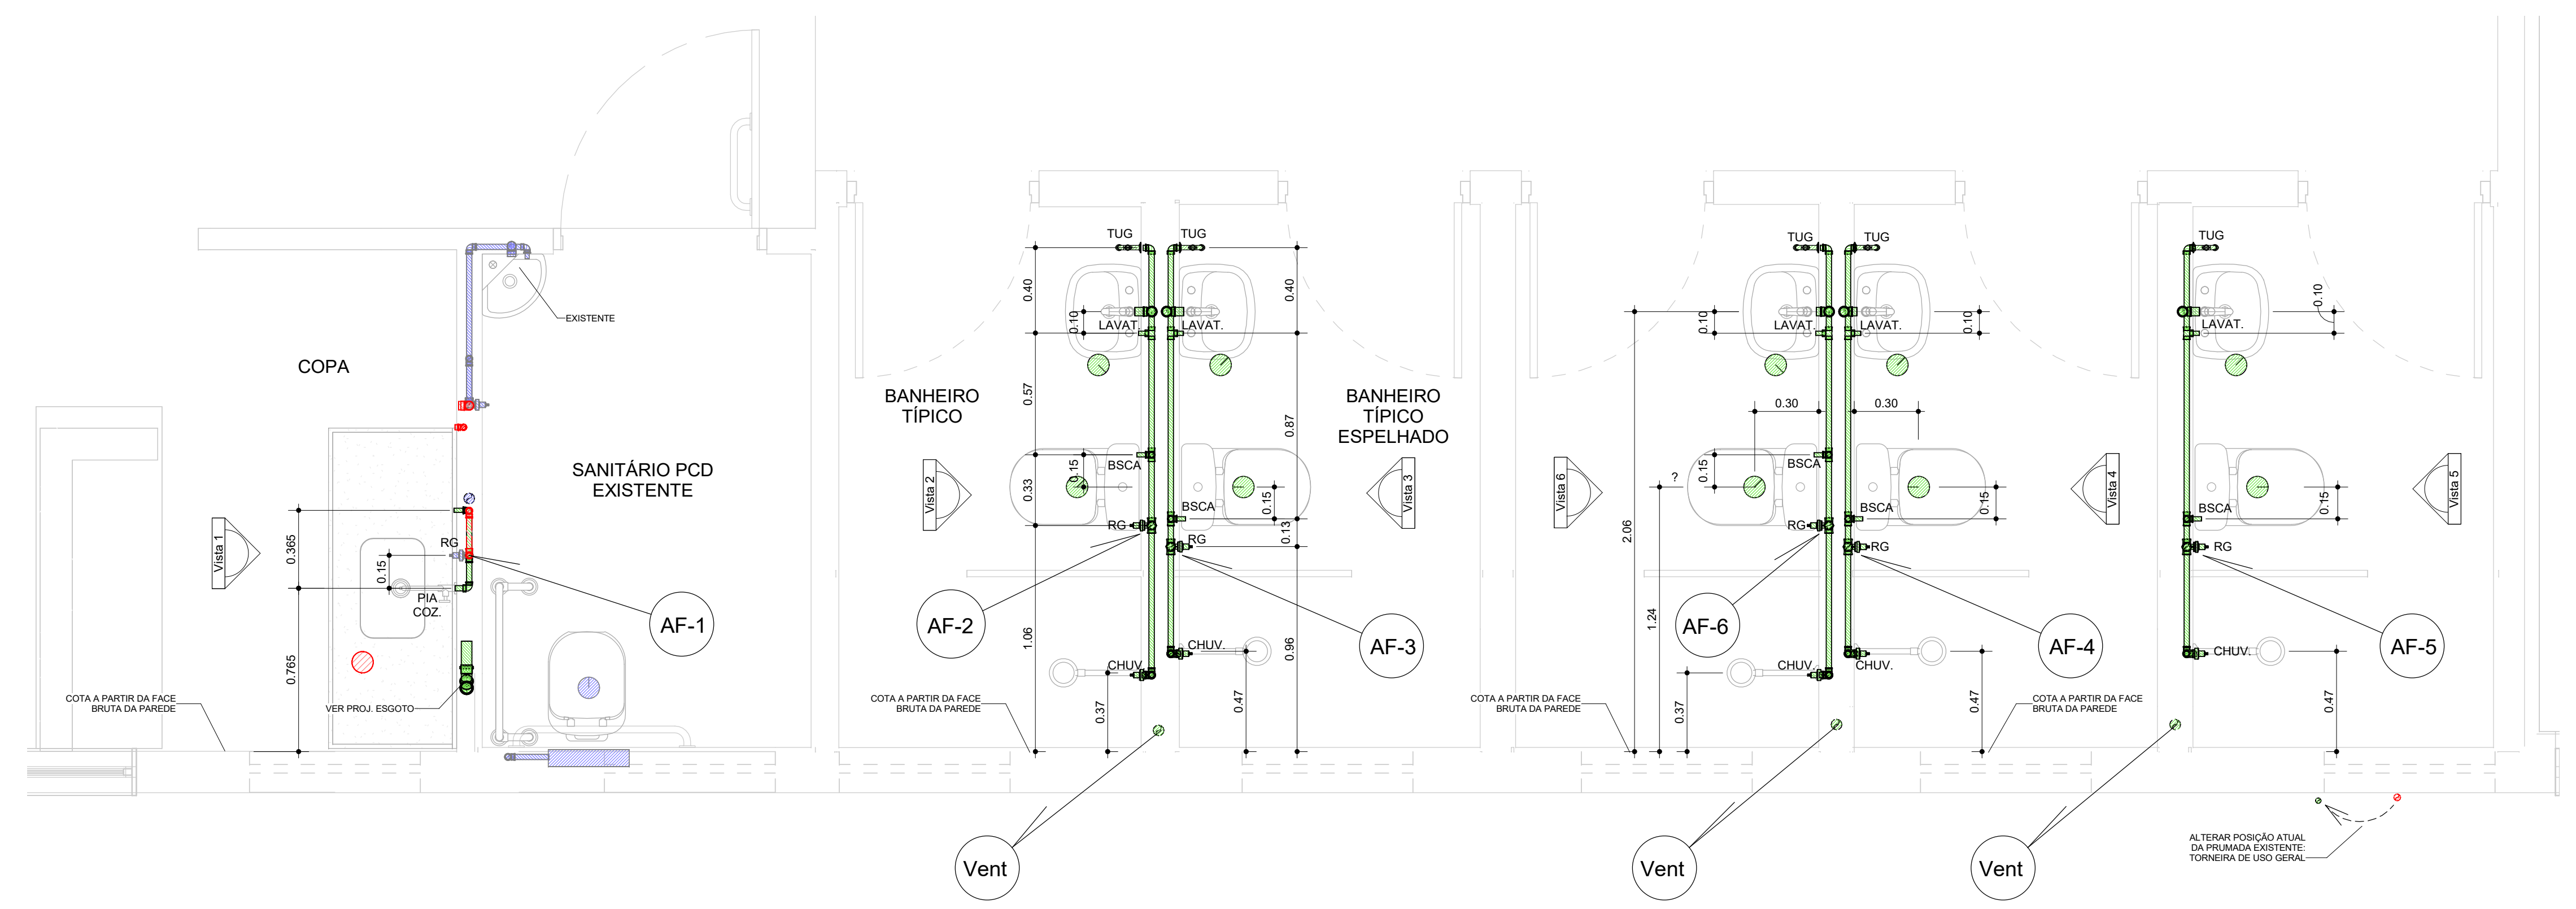 TUG
TUG
TUG
TUG
TUG
EXISTENTE
0.40
0.40
0.10
0.10
0.10
0.10
LAVAT.
LAVAT.
LAVAT.
LAVAT.
LAVAT.
COPA
BANHEIRO
TÍPICO
BANHEIRO
TÍPICO
ESPELHADO
0.57
0.87
0.30
0.30
SANITÁRIO PCD
EXISTENTE
BSCA
0.15
BSCA
0.15
?
0.33
Vista 2
Vista 3
Vista 6
Vista 4
Vista 5
0.15
BSCA
0.15
BSCA
0.15
BSCA
0.15
RG
0.13
RG
RG
RG
RG
RG
Vista 1
0.365
0.15
2.06
PIA
COZ.
AF-1
AF-2
AF-3
AF-6
AF-4
AF-5
1.06
0.96
1.24
0.765
CHUV.
CHUV.
CHUV.
CHUV.
CHUV.
COTA A PARTIR DA FACE
BRUTA DA PAREDE
VER PROJ. ESGOTO
COTA A PARTIR DA FACE
BRUTA DA PAREDE
0.37
0.47
COTA A PARTIR DA FACE
BRUTA DA PAREDE
0.37
0.47
COTA A PARTIR DA FACE
BRUTA DA PAREDE
0.47
Vent
Vent
Vent
ALTERAR POSIÇÃO ATUAL
DA PRUMADA EXISTENTE:
TORNEIRA DE USO GERAL